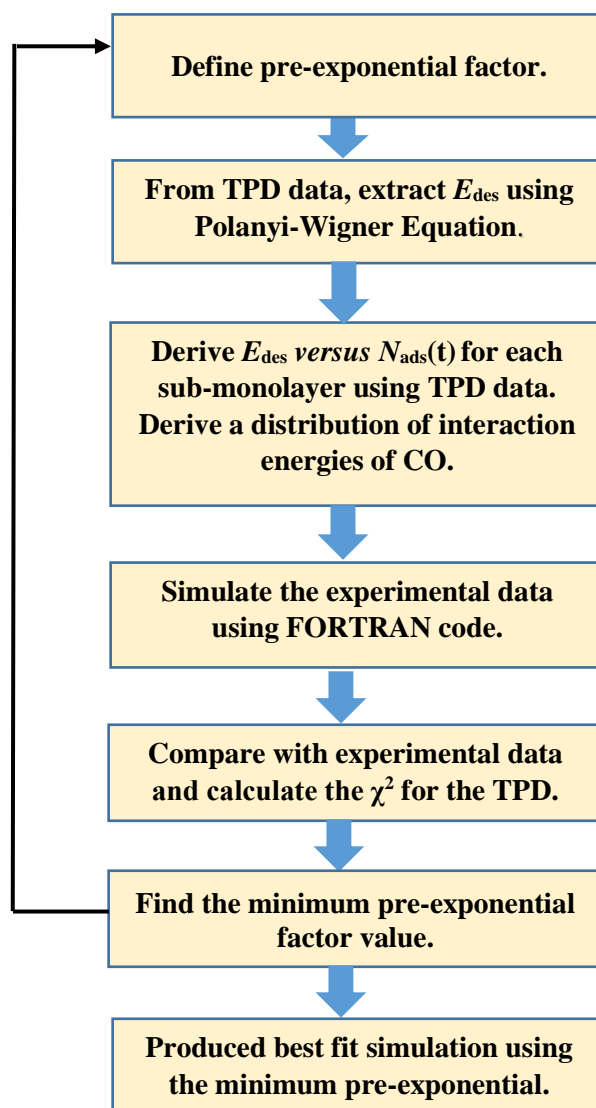 Define pre-exponential factor.
From TPD data, extract Edes using
Polanyi-Wigner Equation.
Derive Edes versus Nads(t) for each
sub-monolayer using TPD data.
Derive a distribution of interaction
energies of CO.
Simulate the experimental data
using FORTRAN code.
Compare with experimental data
and calculate the χ² for the TPD.
Find the minimum pre-exponential
factor value.
Produced best fit simulation using
the minimum pre-exponential.